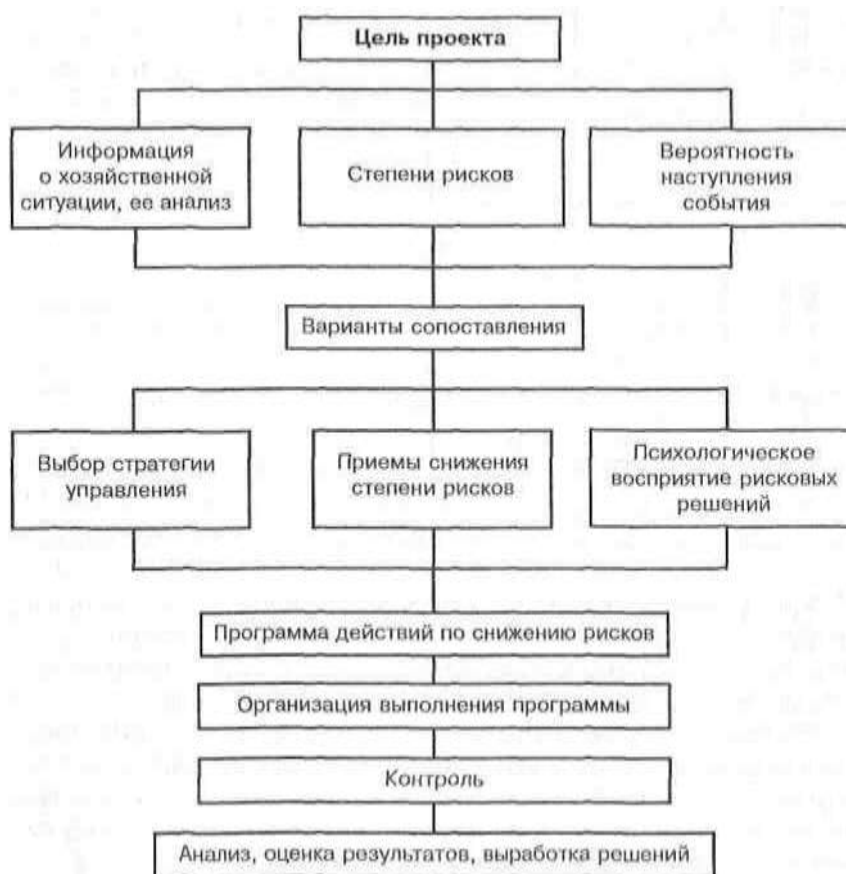 Цель проекта
Информация
о хозяйственной
ситуации, ее анализ
Степени рисков
Вероятность
наступления
события
Варианты сопоставления
Выбор стратегии
управления
Приемы снижения
степени рисков
Психологическое
восприятие рисковых
решений
Программа действий по снижению рисков
Организация выполнения программы
Контроль
Анализ, оценка результатов, выработка решений